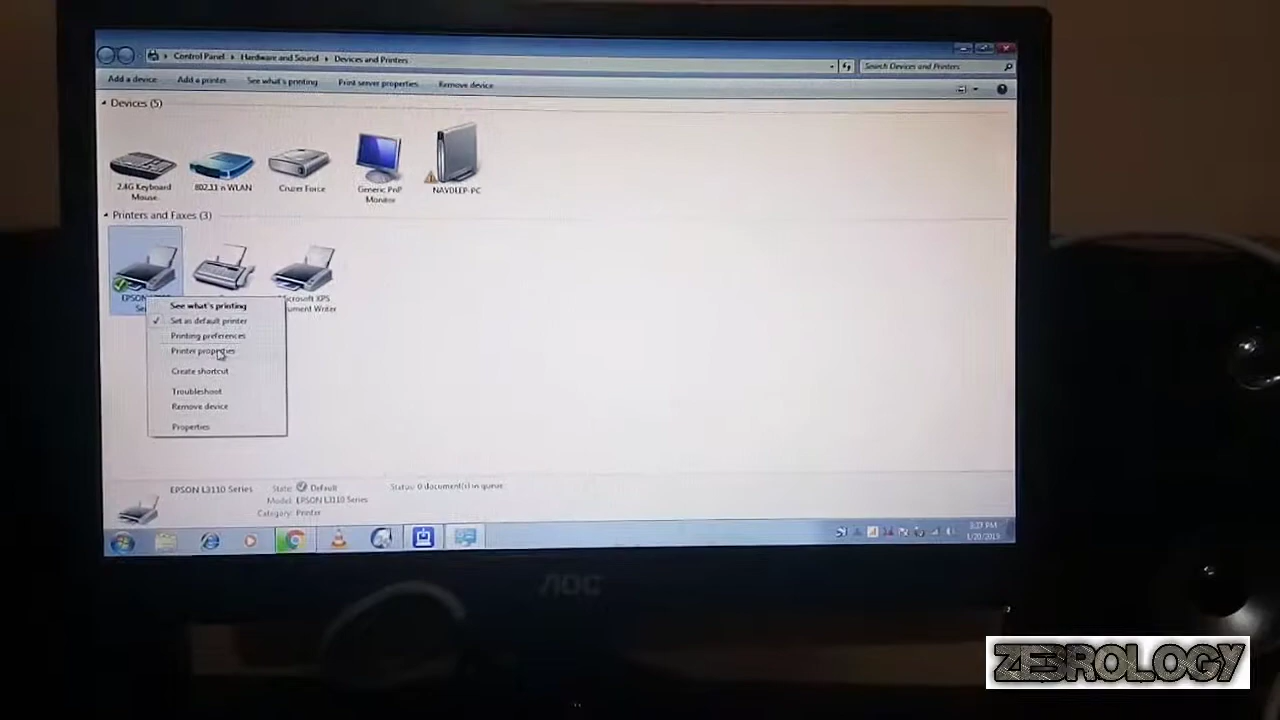 Control Panel Hardware and Sound Devices and Printers
Search Devices and Printers
Add a device Add a printer See what's printing Print server properties Remove device
Devices (5)
2.4G Keyboard Mouse
802.11 n WLAN
Cruzer Force
Generic PnP Monitor
NAVDEEP-PC
Printers and Faxes (3)
EPSON
Microsoft XPS
Document Writer
See what's printing
Set as default printer
Printing preferences
Printer properties
Create shortcut
Troubleshoot
Remove device
Properties
EPSON L3110 Series State: Default Status: 0 document(s) in queue
Model: EPSON L3110 Series
Category: Printer
AOC
ZEBROLOGY